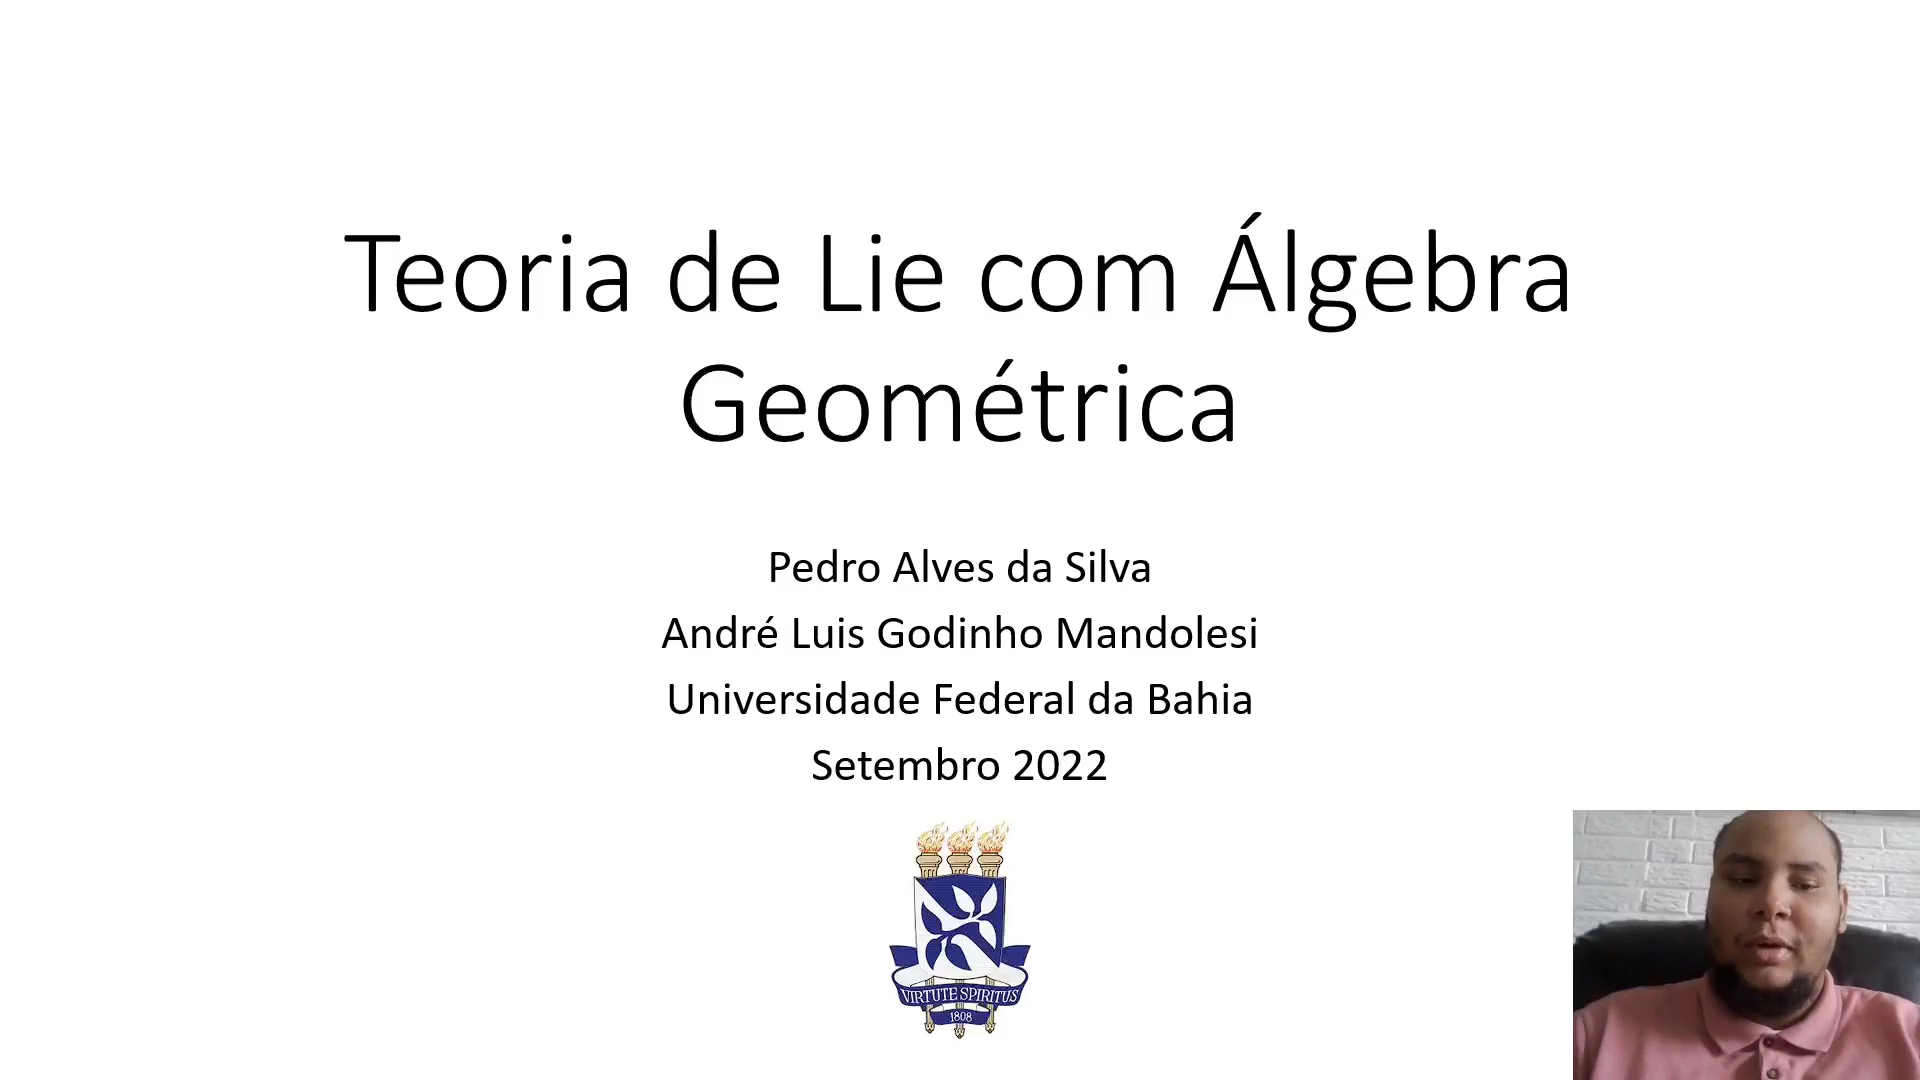 Teoria de Lie com Álgebra
Geométrica
Pedro Alves da Silva
André Luis Godinho Mandolesi
Universidade Federal da Bahia
Setembro 2022
VIRTUTE SPIRITUS
1808